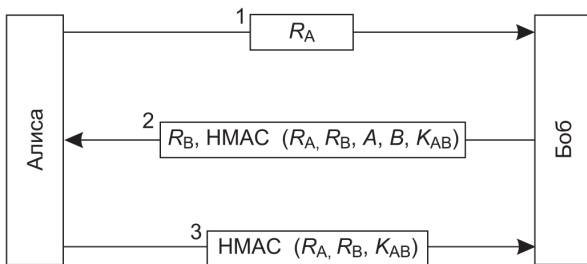 Алиса
1
R_A
2
R_B, HMAC (R_A, R_B, A, B, K_AB)
3
HMAC (R_A, R_B, K_AB)
Боб